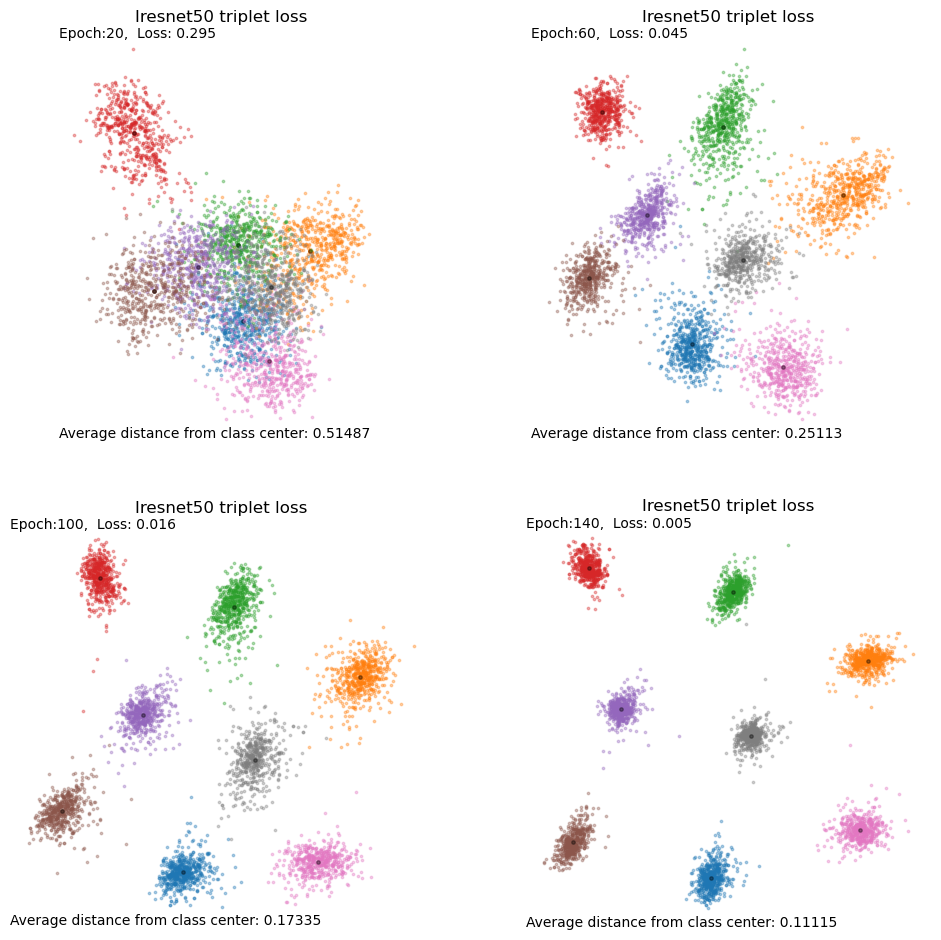 Iresnet50 triplet loss
Epoch:20,  Loss: 0.295
Average distance from class center: 0.51487
Iresnet50 triplet loss
Epoch:60,  Loss: 0.045
Average distance from class center: 0.25113
Iresnet50 triplet loss
Epoch:100,  Loss: 0.016
Average distance from class center: 0.17335
Iresnet50 triplet loss
Epoch:140,  Loss: 0.005
Average distance from class center: 0.11115